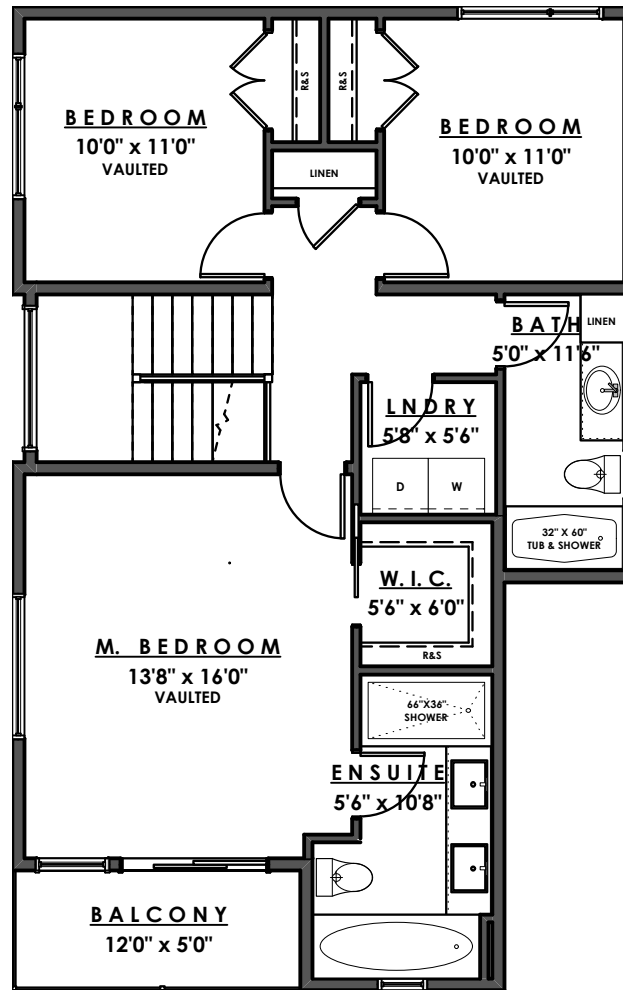 R&S
R&S
BEDROOM
10'0" x 11'0"
VAULTED
BEDROOM
10'0" x 11'0"
VAULTED
LINEN
BATH
5'0" x 11'6"
LINEN
LNDRY
5'8" x 5'6"
D
W
32" X 60"
TUB & SHOWER
W.I.C.
5'6" x 6'0"
R&S
M. BEDROOM
13'8" x 16'0"
VAULTED
66"X36"
SHOWER
ENSUITE
5'6" x 10'8"
BALCONY
12'0" x 5'0"